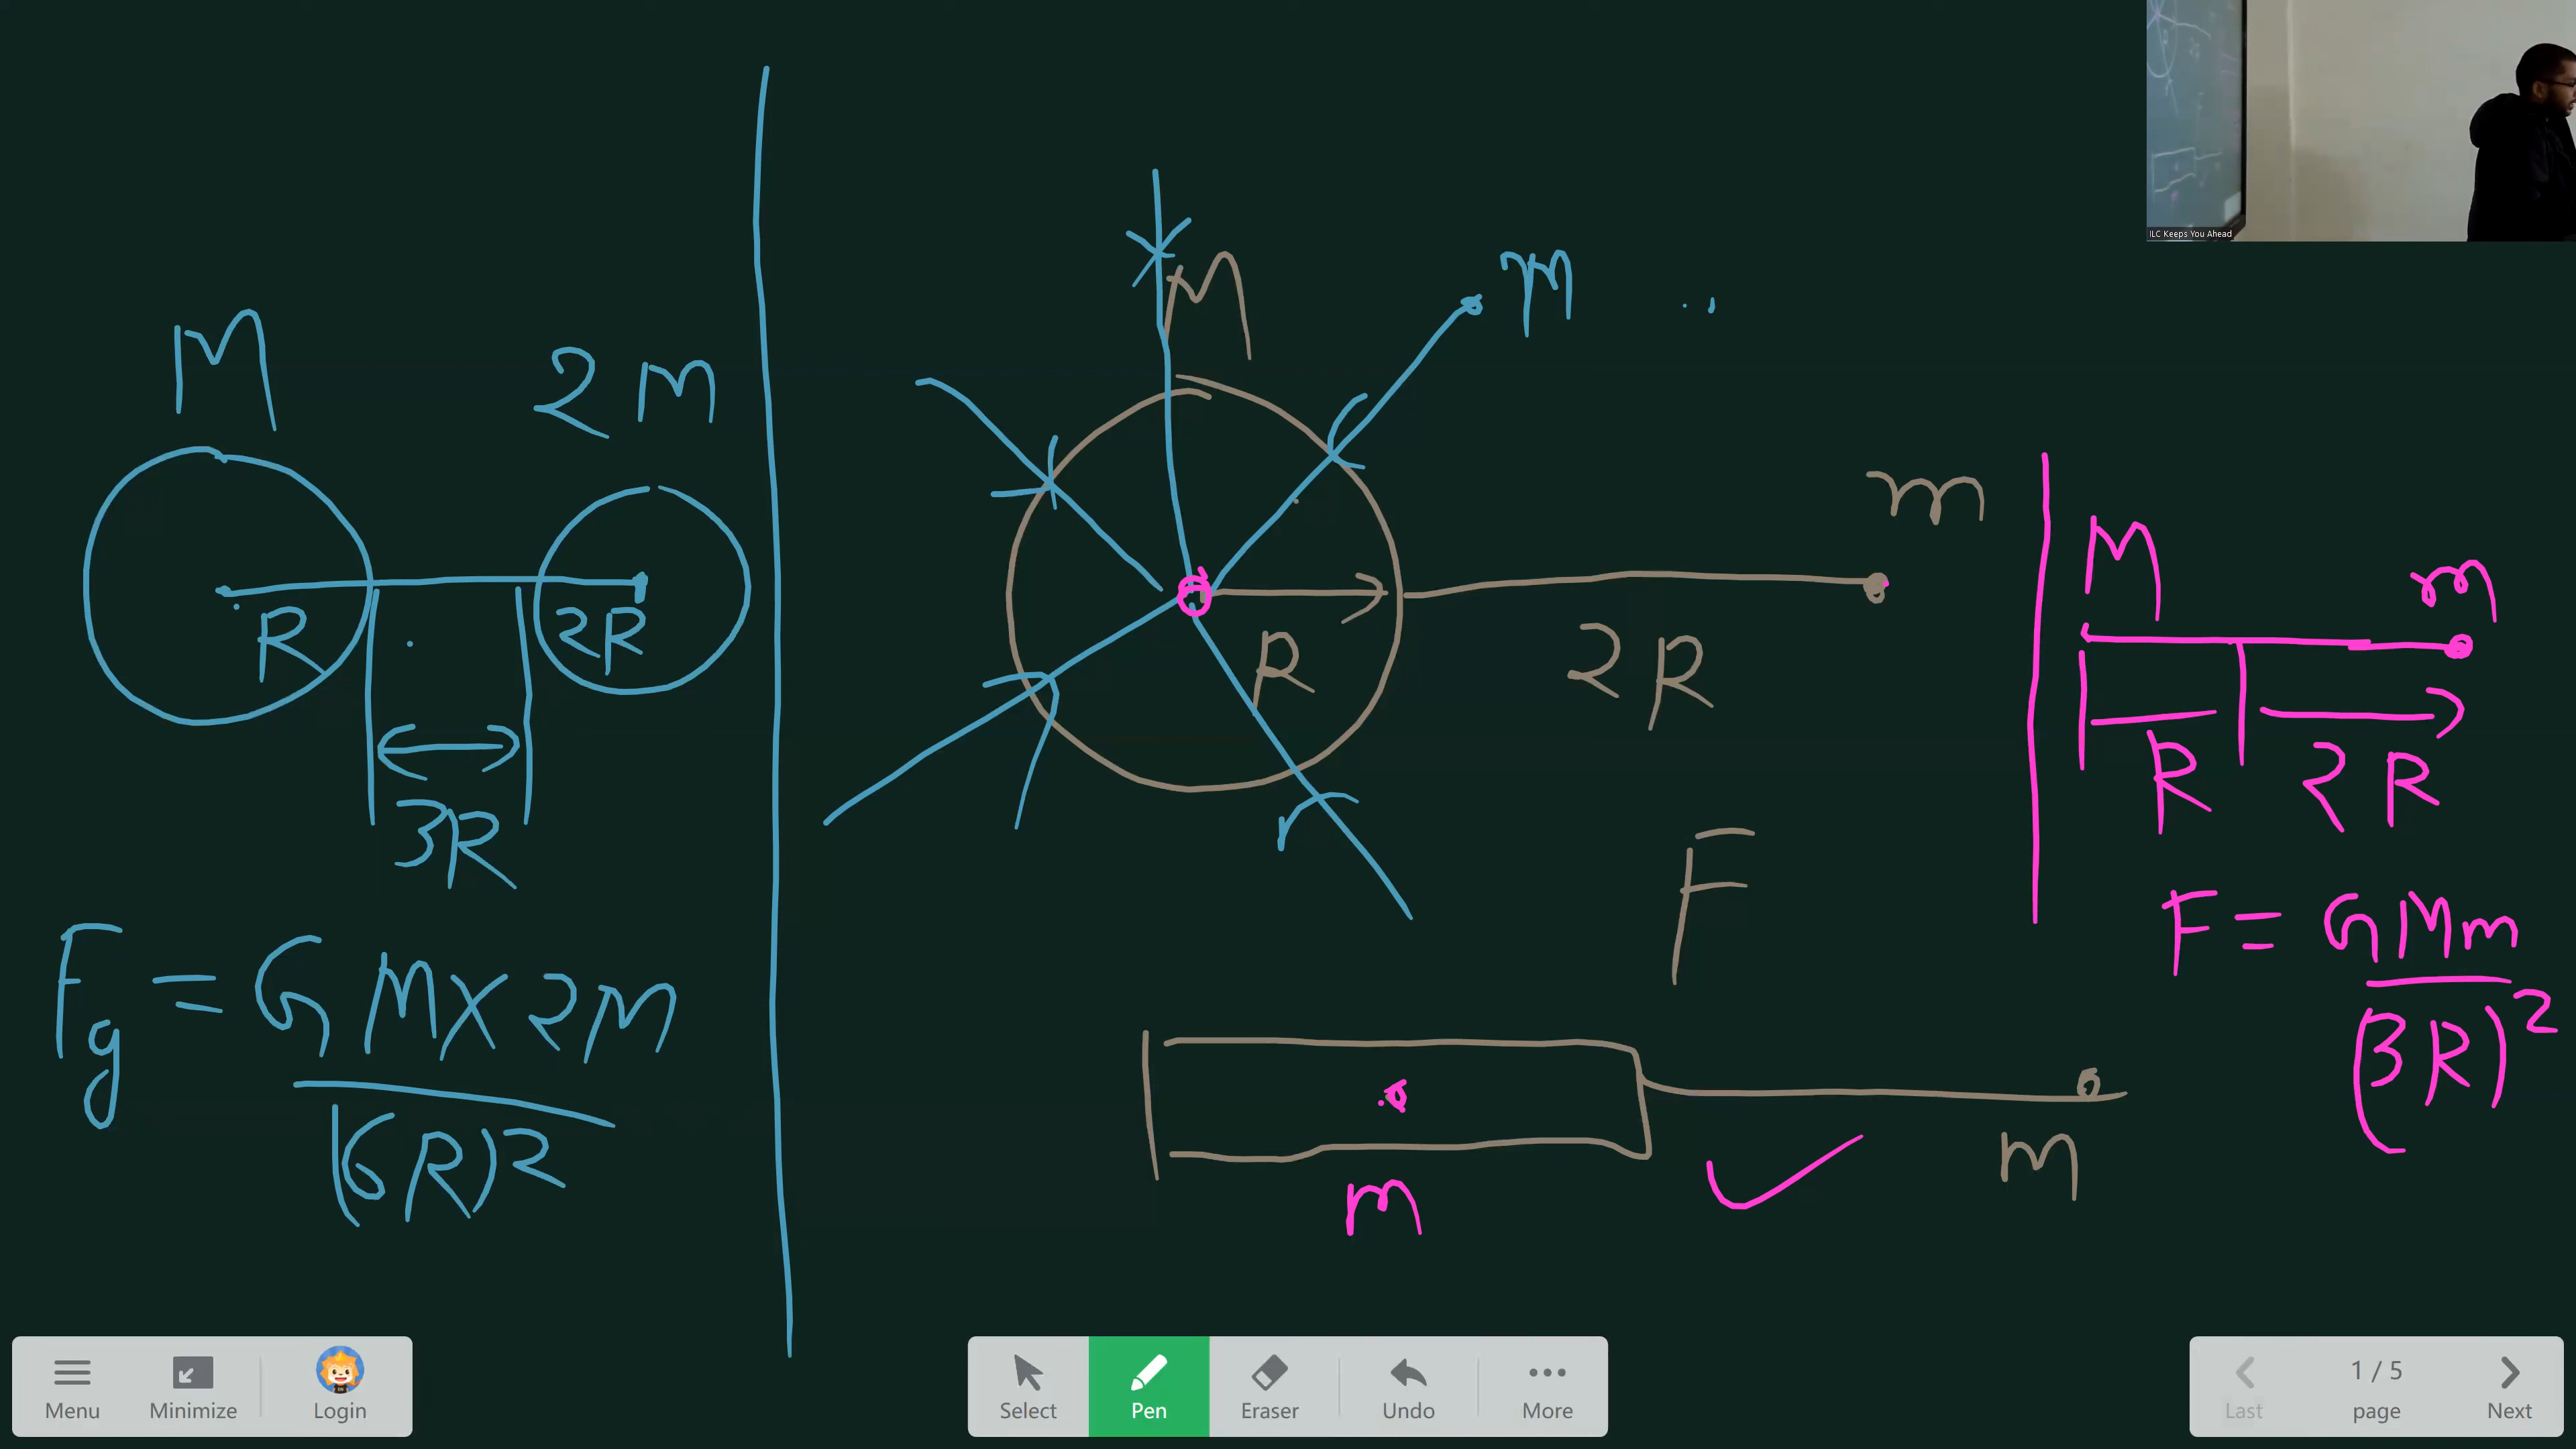 ILC Keeps You Ahead
M
2M
R
2R
3R
Fg = G M X 2M
(6R)2
M
m
m
R
2R
F
m
m
M
m
R
2R
F = GMm
(3R)2
Menu
Minimize
Login
Select
Pen
Eraser
Undo
More
Last
1 / 5
page
Next